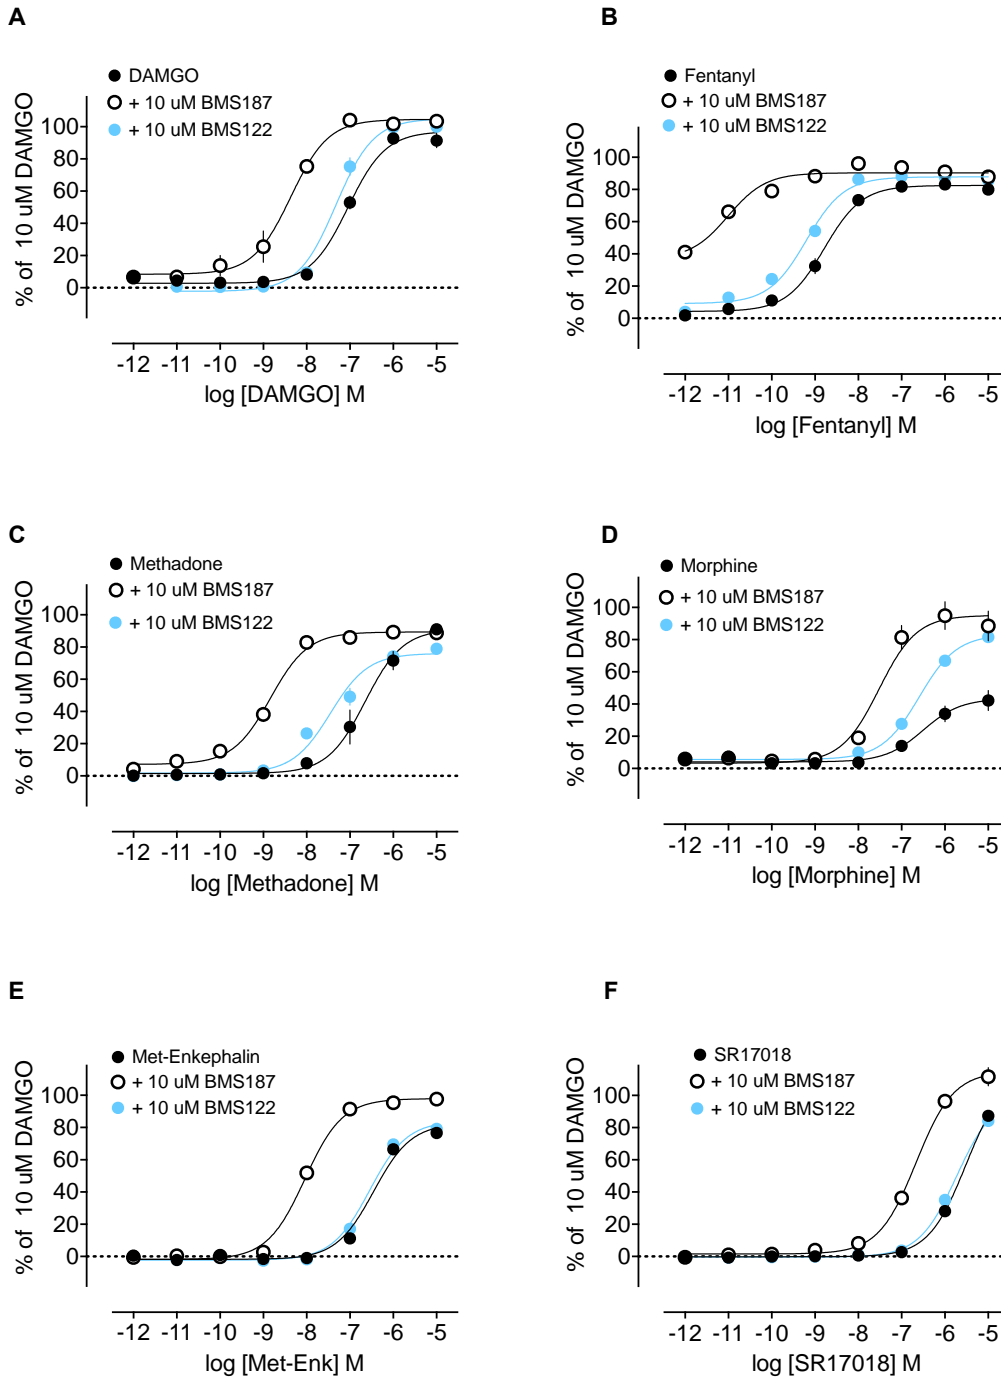 A
DAMGO
+ 10 uM BMS187
+ 10 uM BMS122
% of 10 uM DAMGO
100
80
60
40
20
0
-12 -11 -10 -9 -8 -7 -6 -5
log [DAMGO] M
B
Fentanyl
+ 10 uM BMS187
+ 10 uM BMS122
% of 10 uM DAMGO
100
80
60
40
20
0
-12 -11 -10 -9 -8 -7 -6 -5
log [Fentanyl] M
C
Methadone
+ 10 uM BMS187
+ 10 uM BMS122
% of 10 uM DAMGO
100
80
60
40
20
0
-12 -11 -10 -9 -8 -7 -6 -5
log [Methadone] M
D
Morphine
+ 10 uM BMS187
+ 10 uM BMS122
% of 10 uM DAMGO
100
80
60
40
20
0
-12 -11 -10 -9 -8 -7 -6 -5
log [Morphine] M
E
Met-Enkephalin
+ 10 uM BMS187
+ 10 uM BMS122
% of 10 uM DAMGO
100
80
60
40
20
0
-12 -11 -10 -9 -8 -7 -6 -5
log [Met-Enk] M
F
SR17018
+ 10 uM BMS187
+ 10 uM BMS122
% of 10 uM DAMGO
100
80
60
40
20
0
-12 -11 -10 -9 -8 -7 -6 -5
log [SR17018] M